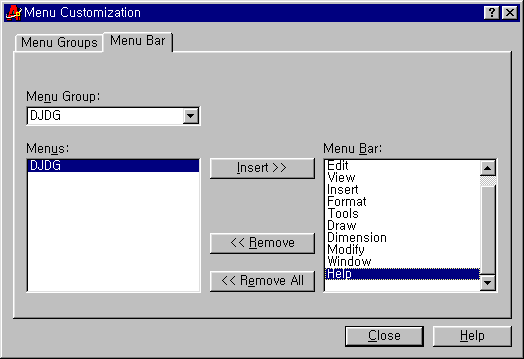 Menu Customization
Menu Groups
Menu Bar
Menu Group:
DJDG
Menus:
DJDG
Insert >>
<< Remove
<< Remove All
Menu Bar:
Edit
View
Insert
Format
Tools
Draw
Dimension
Modify
Window
Help
Close
Help